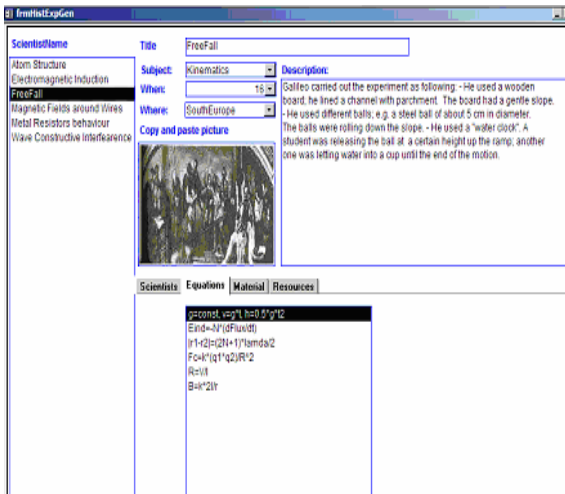 frmHistExpGen
ScientistName
Atom Structure
Electromagnetic Induction
FreeFall
Magnetic Fields around Wires
Metal Resistors behaviour
Wave Constructive Interfearence
Title
FreeFall
Subject:
Kinematics
When:
16
Where:
SouthEurope
Copy and paste picture
Description:
Galileo carried out the experiment as following: - He used a wooden
board; he lined a channel with parchment. The board had a gentle slope.
- He used different balls; e.g. a steel ball of about 5 cm in diameter.
The balls were rolling down the slope. - He used a "water clock". A
student was releasing the ball at a certain height up the ramp; another
one was letting water into a cup until the end of the motion.
Scientists
Equations
Material
Resources
g=const, v=g*t, h=0.5*g*t2
Eind=-N*(dFlux/dt)
|r1-r2|=(2N+1)*lamda/2
Fc=k*(q1*q2)/R^2
R=V/I
B=k*2I/r